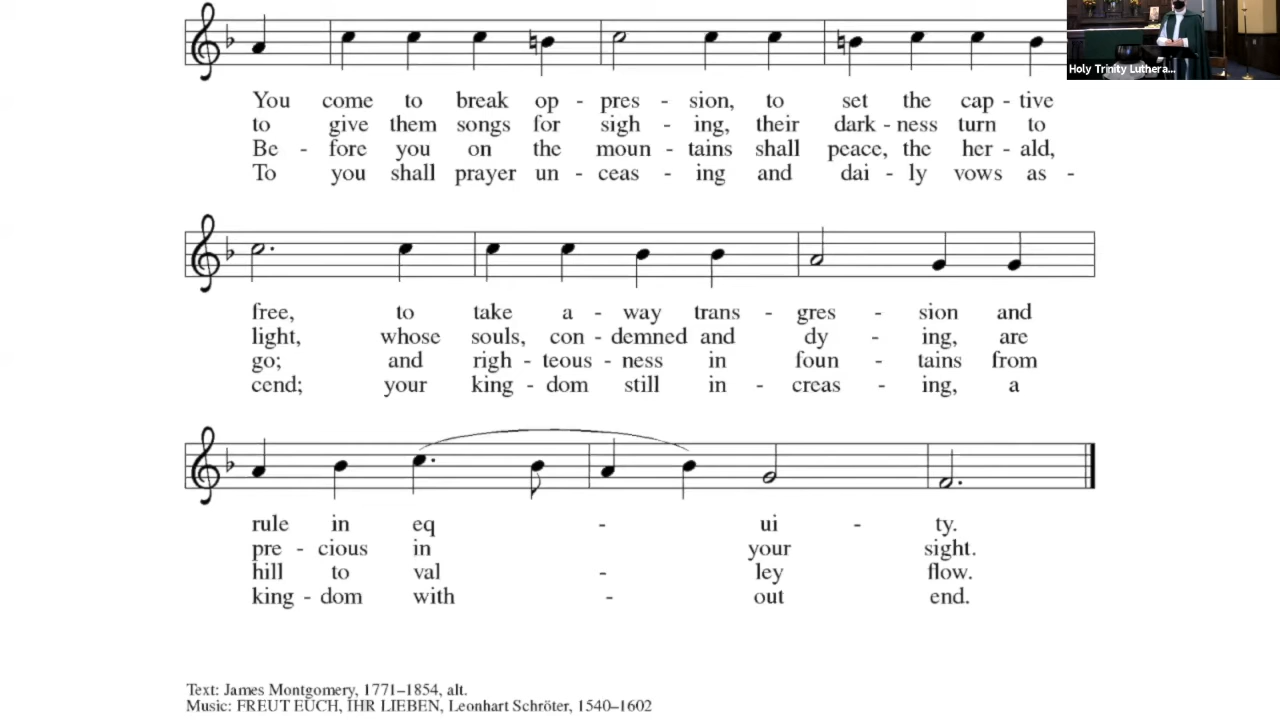 Holy Trinity Luthera...
You come to break op - pres - sion, to set the cap - tive
to give them songs for sigh - ing, their dark - ness turn to
Be - fore you on the moun - tains shall peace, the her - ald,
To you shall prayer un - ceas - ing and dai - ly vows as -
free, to take a - way trans - gres - sion and
light, whose souls, con - demned and dy - ing, are
go; and righ - teous - ness in foun - tains from
cend; your king - dom still in - creas - ing, a
rule in eq - ui - ty.
pre - cious in your sight.
hill to val - ley flow.
king - dom with - out end.
Text: James Montgomery, 1771–1854, alt.
Music: FREUT EUCH, IHR LIEBEN, Leonhart Schröter, 1540–1602